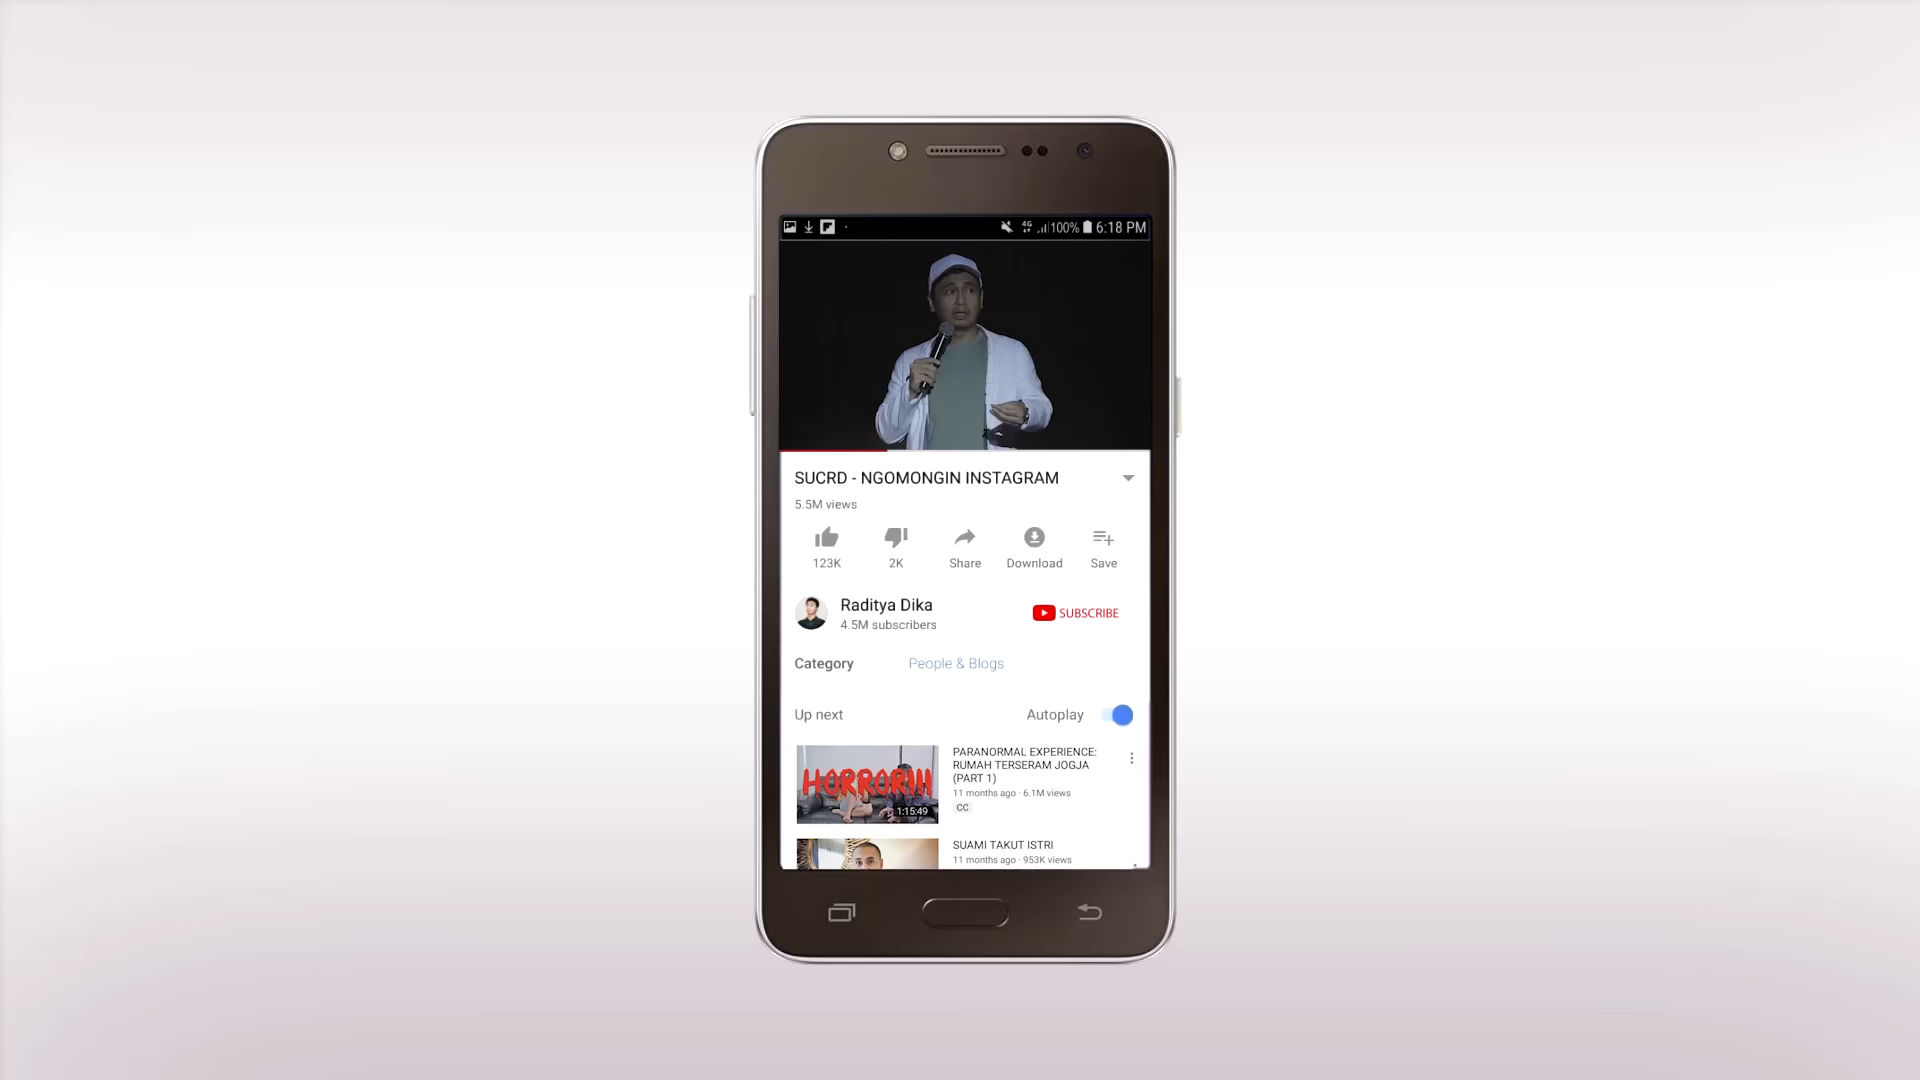 4G 100% 6:18 PM
SUCRD - NGOMONGIN INSTAGRAM
5.5M views
123K 2K Share Download Save
Raditya Dika
4.5M subscribers
SUBSCRIBE
Category People & Blogs
Up next Autoplay
HORROR!!!
1:15:49
PARANORMAL EXPERIENCE:
RUMAH TERSERAM JOGJA
(PART 1)
11 months ago · 6.1M views
CC
SUAMI TAKUT ISTRI
11 months ago · 953K views